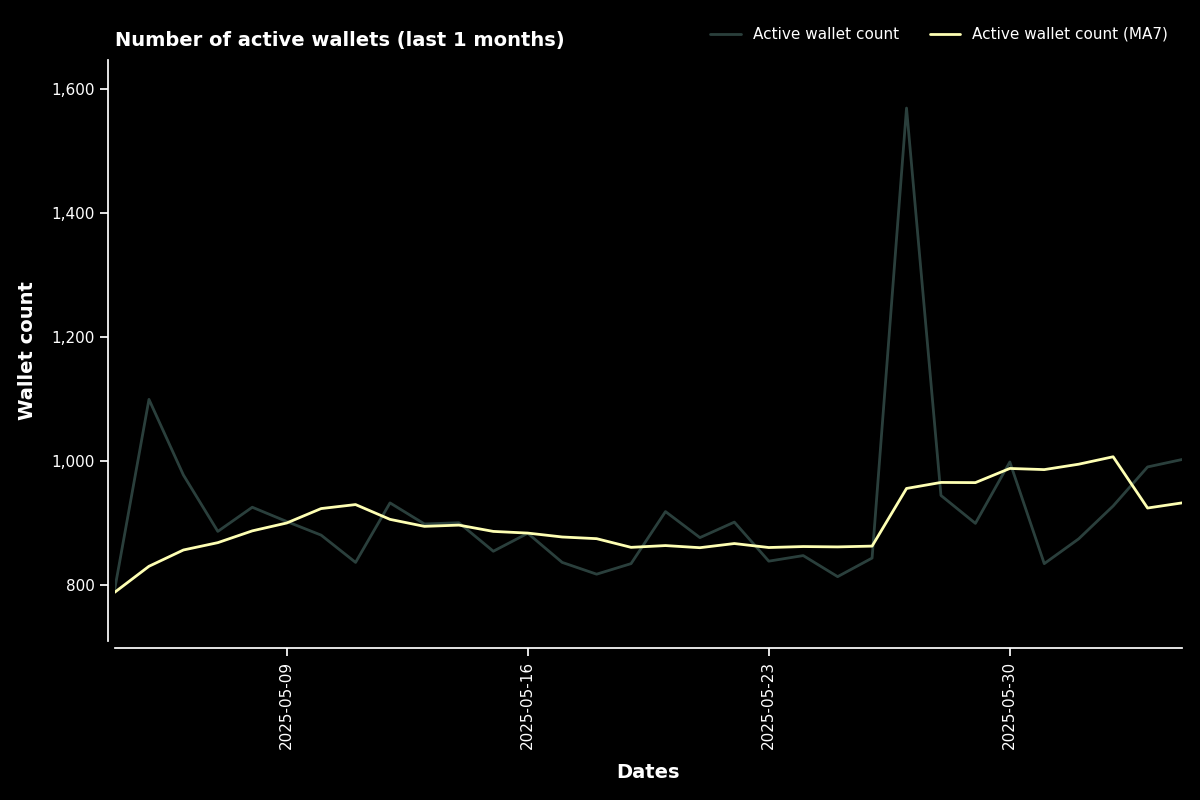 Number of active wallets (last 1 months)
Active wallet count
Active wallet count (MA7)
Wallet count
1,600
1,400
1,200
1,000
800
2025-05-09
2025-05-16
2025-05-23
2025-05-30
Dates